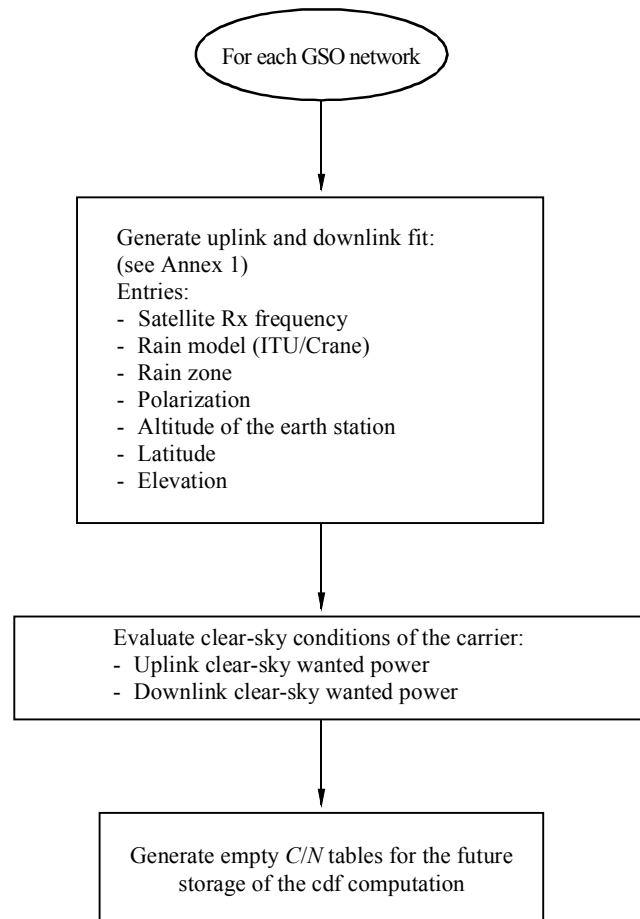 For each GSO network
Generate uplink and downlink fit:
(see Annex 1)
Entries:
- Satellite Rx frequency
- Rain model (ITU/Crane)
- Rain zone
- Polarization
- Altitude of the earth station
- Latitude
- Elevation
Evaluate clear-sky conditions of the carrier:
- Uplink clear-sky wanted power
- Downlink clear-sky wanted power
Generate empty C/N tables for the future
storage of the cdf computation